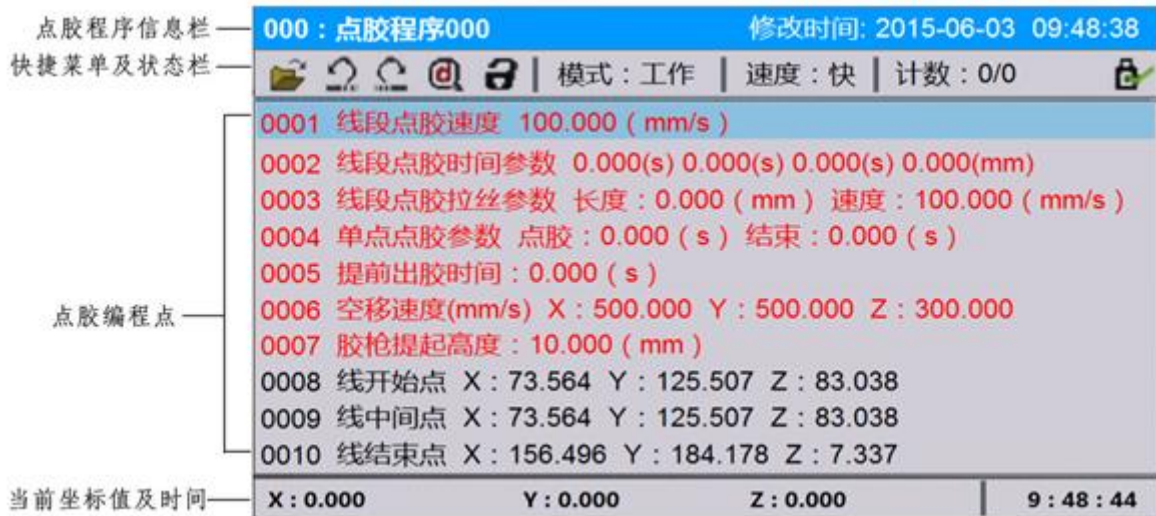 点胶程序信息栏 000：点胶程序000 修改时间: 2015-06-03 09:48:38
快捷菜单及状态栏 模式：工作 速度：快 计数：0/0
0001 线段点胶速度 100.000（mm/s）
0002 线段点胶时间参数 0.000(s) 0.000(s) 0.000(s) 0.000(mm)
0003 线段点胶拉丝参数 长度：0.000（mm） 速度：100.000（mm/s）
0004 单点点胶参数 点胶：0.000（s） 结束：0.000（s）
0005 提前出胶时间：0.000（s）
点胶编程点 0006 空移速度(mm/s) X：500.000 Y：500.000 Z：300.000
0007 胶枪提起高度：10.000（mm）
0008 线开始点 X：73.564 Y：125.507 Z：83.038
0009 线中间点 X：73.564 Y：125.507 Z：83.038
0010 线结束点 X：156.496 Y：184.178 Z：7.337
当前坐标值及时间 X：0.000 Y：0.000 Z：0.000 9：48：44